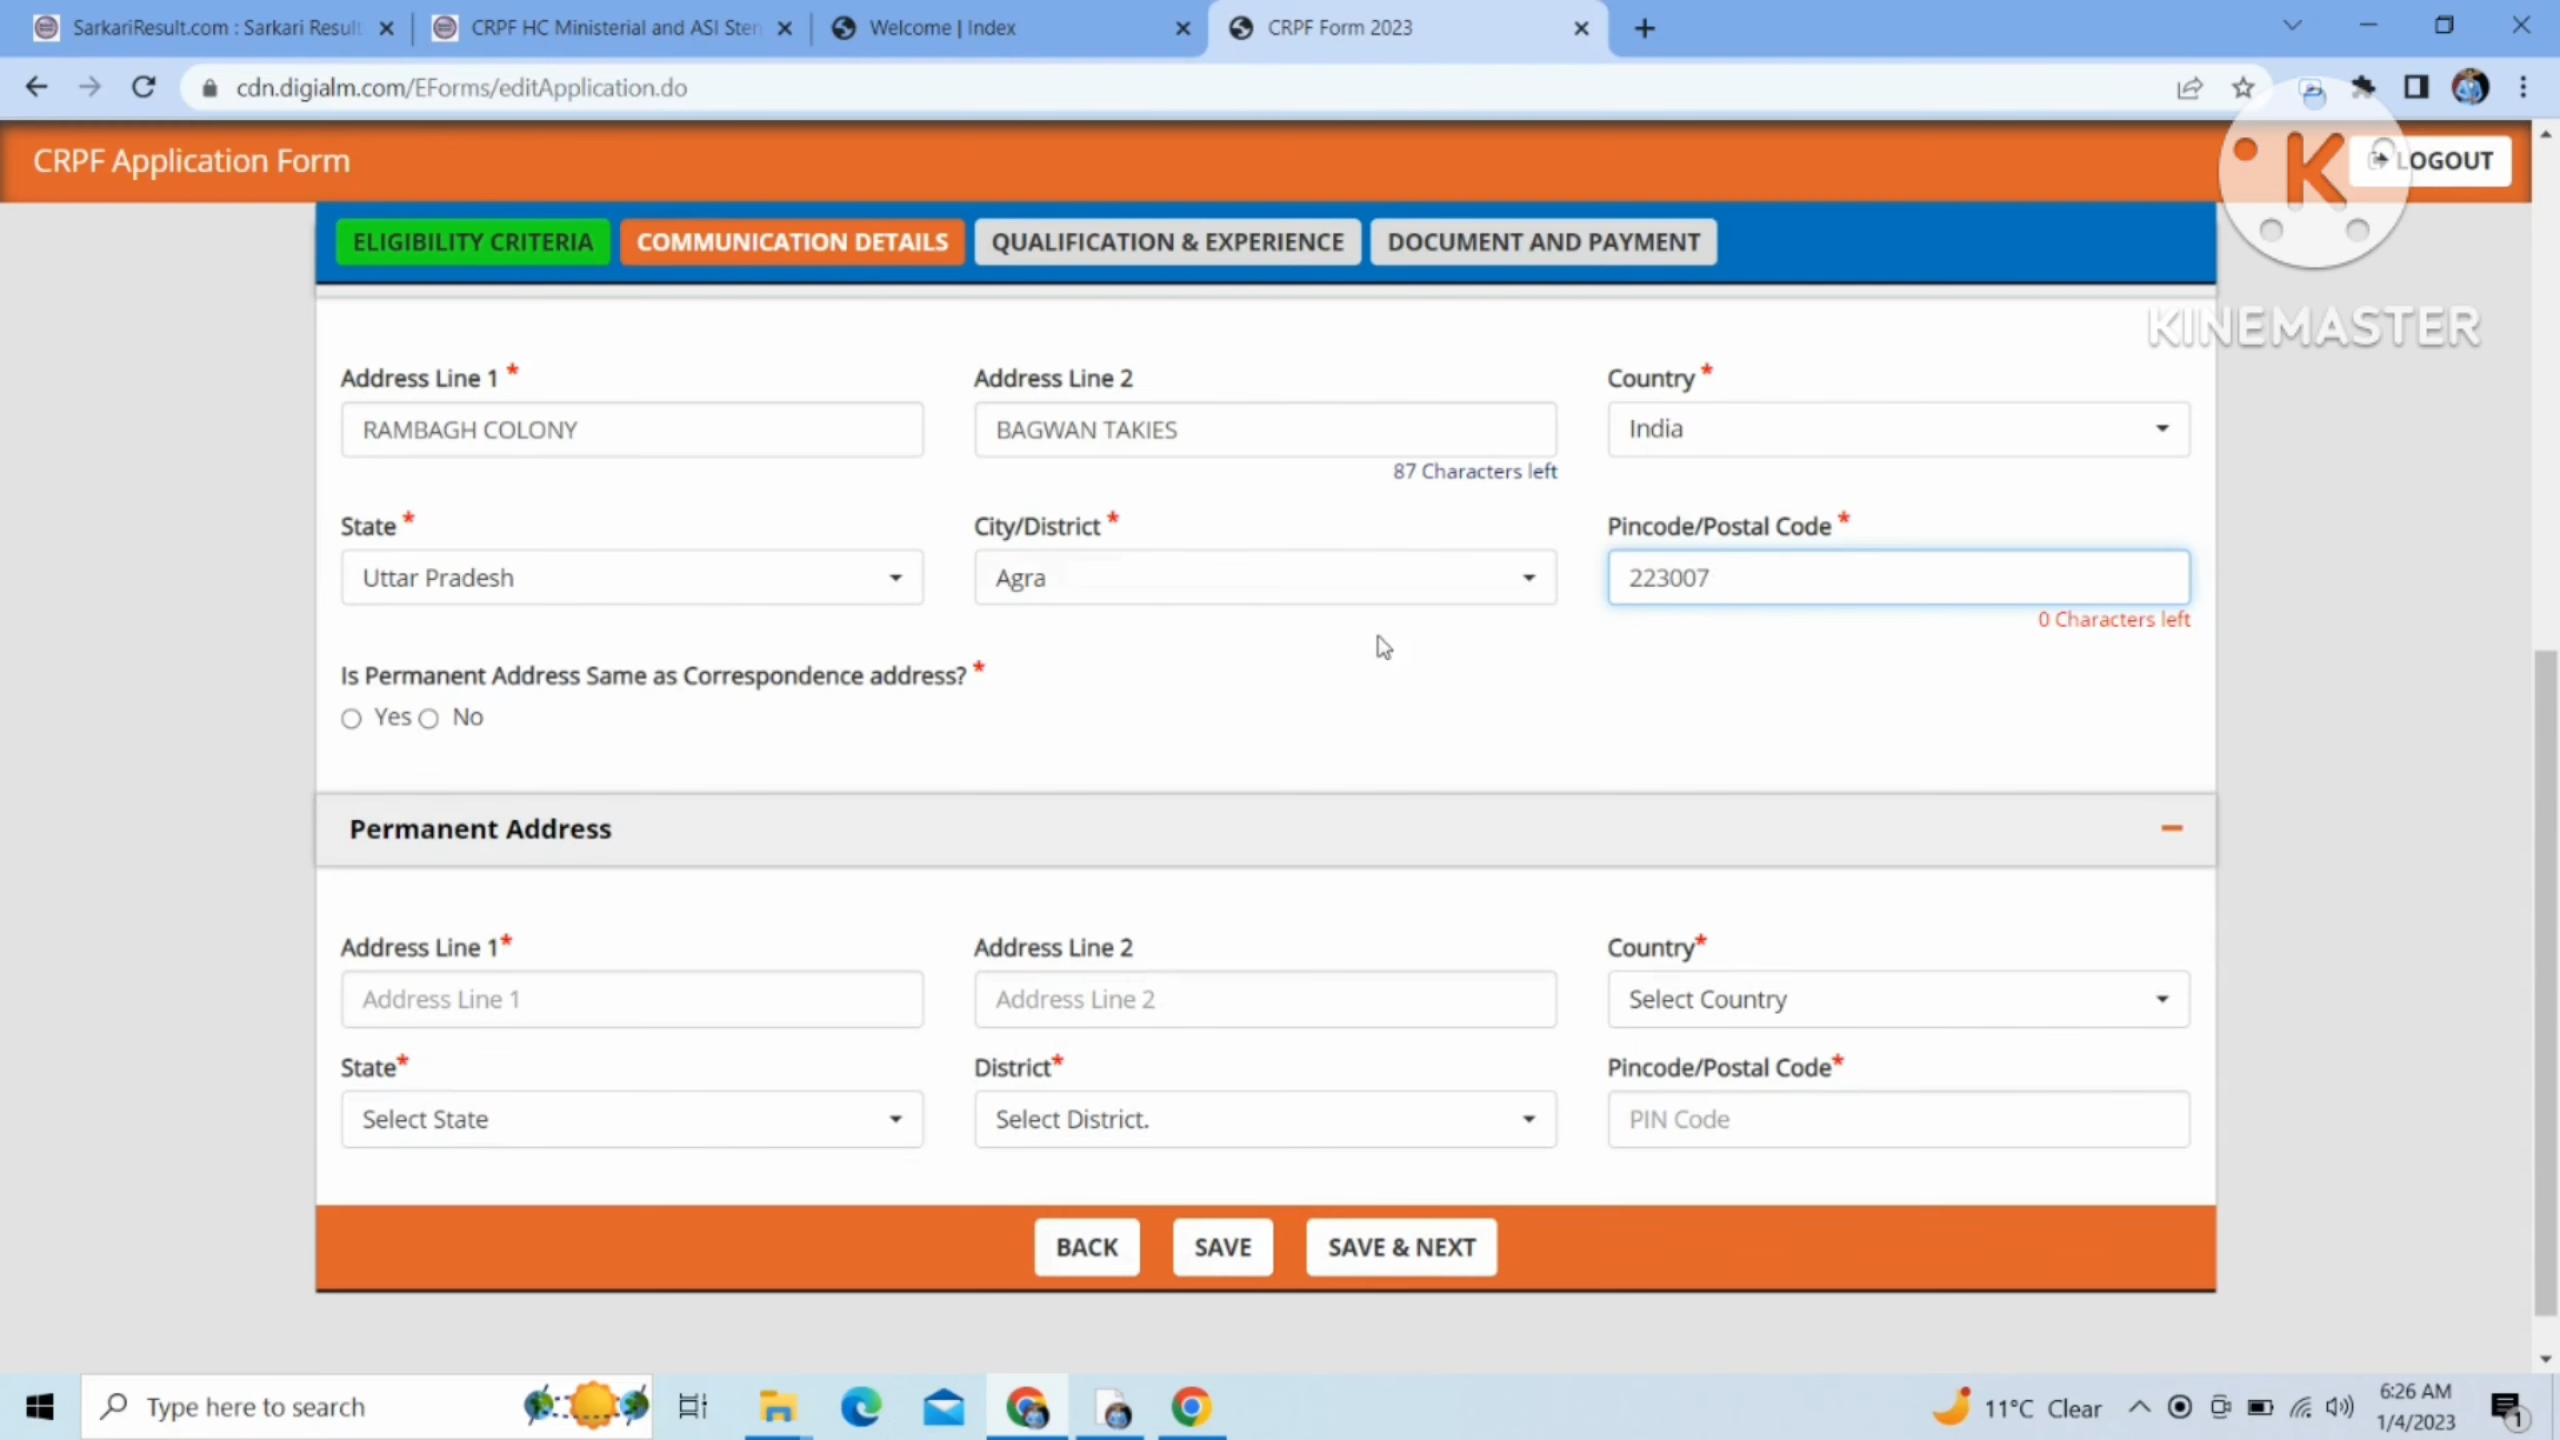 SarkariResult.com : Sarkari Result
CRPF HC Ministerial and ASI Sten
Welcome | Index
CRPF Form 2023
cdn.digialm.com/EForms/editApplication.do
CRPF Application Form
LOGOUT
K
KINEMASTER
ELIGIBILITY CRITERIA
COMMUNICATION DETAILS
QUALIFICATION & EXPERIENCE
DOCUMENT AND PAYMENT
Address Line 1 *
Address Line 2
Country *
RAMBAGH COLONY
BAGWAN TAKIES
India
87 Characters left
State *
City/District *
Pincode/Postal Code *
Uttar Pradesh
Agra
223007
0 Characters left
Is Permanent Address Same as Correspondence address? *
Yes No
Permanent Address
Address Line 1*
Address Line 2
Country*
Address Line 1
Address Line 2
Select Country
State*
District*
Pincode/Postal Code*
Select State
Select District.
PIN Code
BACK
SAVE
SAVE & NEXT
Type here to search
11°C Clear
6:26 AM
1/4/2023
1